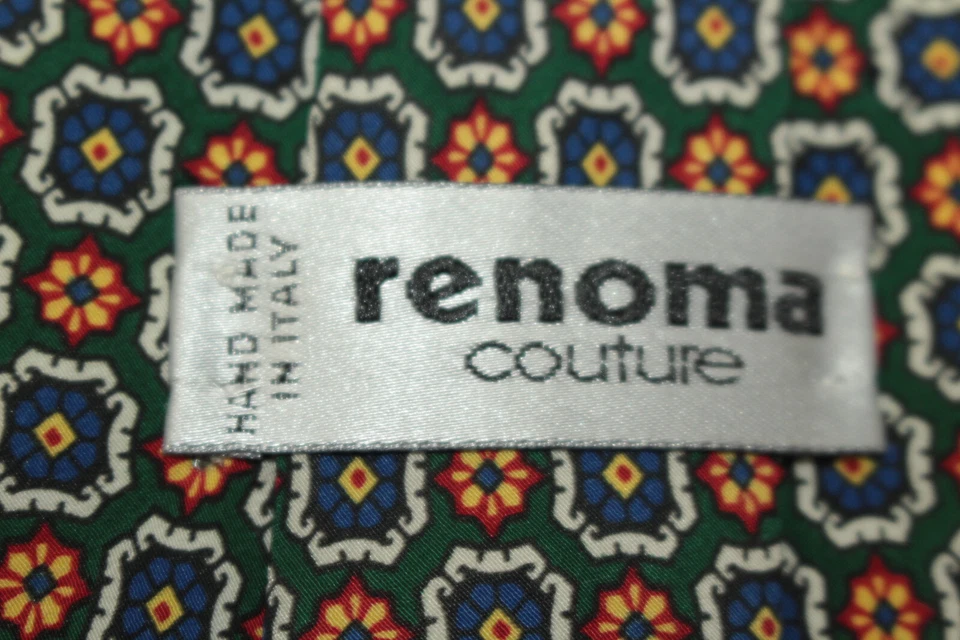 HAND MADE
IN ITALY
renoma
couture